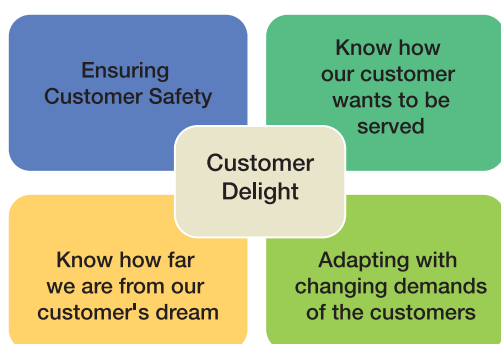 Ensuring
Customer Safety
Know how
our customer
wants to be
served
Customer
Delight
Know how far
we are from our
customer's dream
Adapting with
changing demands
of the customers